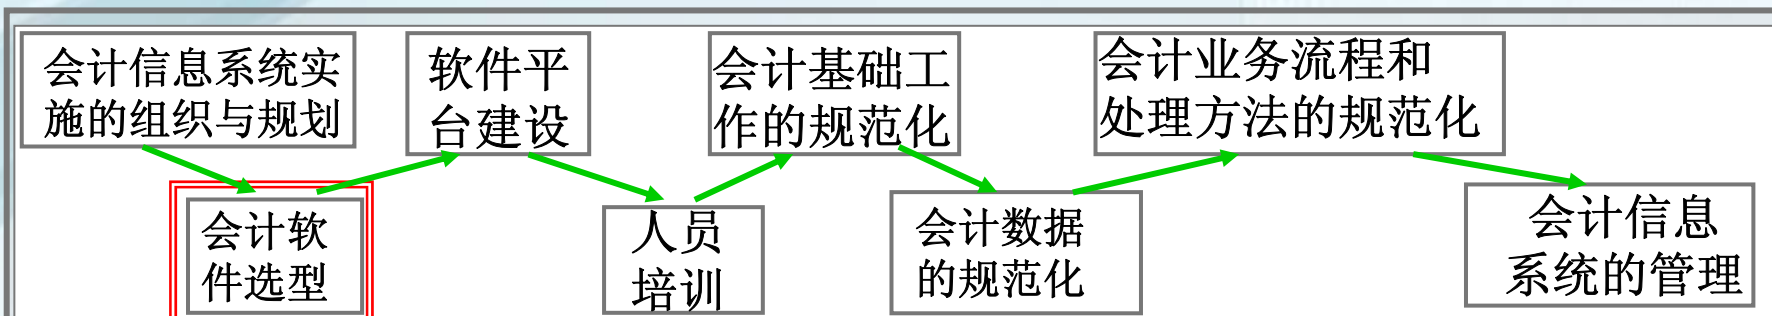 会计信息系统实
施的组织与规划
会计软
件选型
软件平
台建设
人员
培训
会计基础工
作的规范化
会计数据
的规范化
会计业务流程和
处理方法的规范化
会计信息
系统的管理